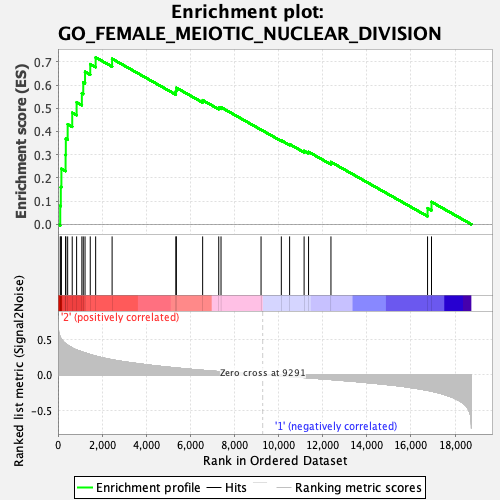 Enrichment plot:
GO_FEMALE_MEIOTIC_NUCLEAR_DIVISION
Enrichment score (ES)
0.7
0.6
0.5
0.4
0.3
0.2
0.1
0.0
'2' (positively correlated)
Ranked list metric (Signal2Noise)
0.5
0.0
-0.5
Zero cross at 9291
'1' (negatively correlated)
0 2,000 4,000 6,000 8,000 10,000 12,000 14,000 16,000 18,000
Rank in Ordered Dataset
Enrichment profile Hits Ranking metric scores